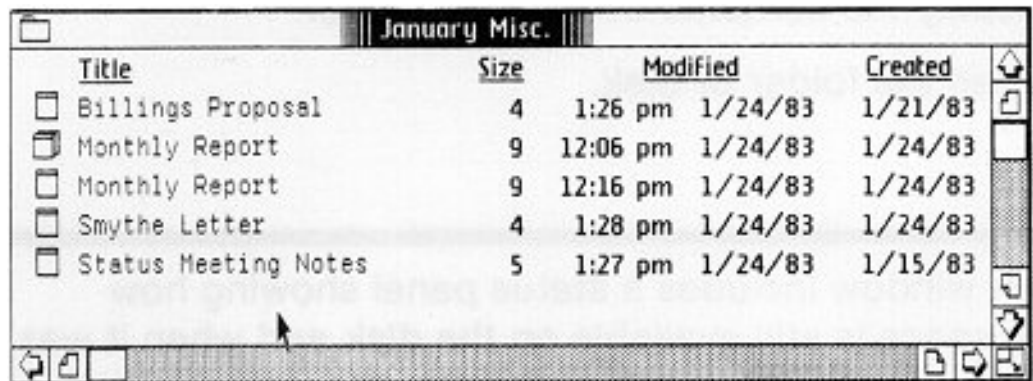 January Misc.
Title Size Modified Created
Billings Proposal 4 1:26 pm 1/24/83 1/21/83
Monthly Report 9 12:06 pm 1/24/83 1/24/83
Monthly Report 9 12:16 pm 1/24/83 1/24/83
Smythe Letter 4 1:28 pm 1/24/83 1/24/83
Status Meeting Notes 5 1:27 pm 1/24/83 1/15/83